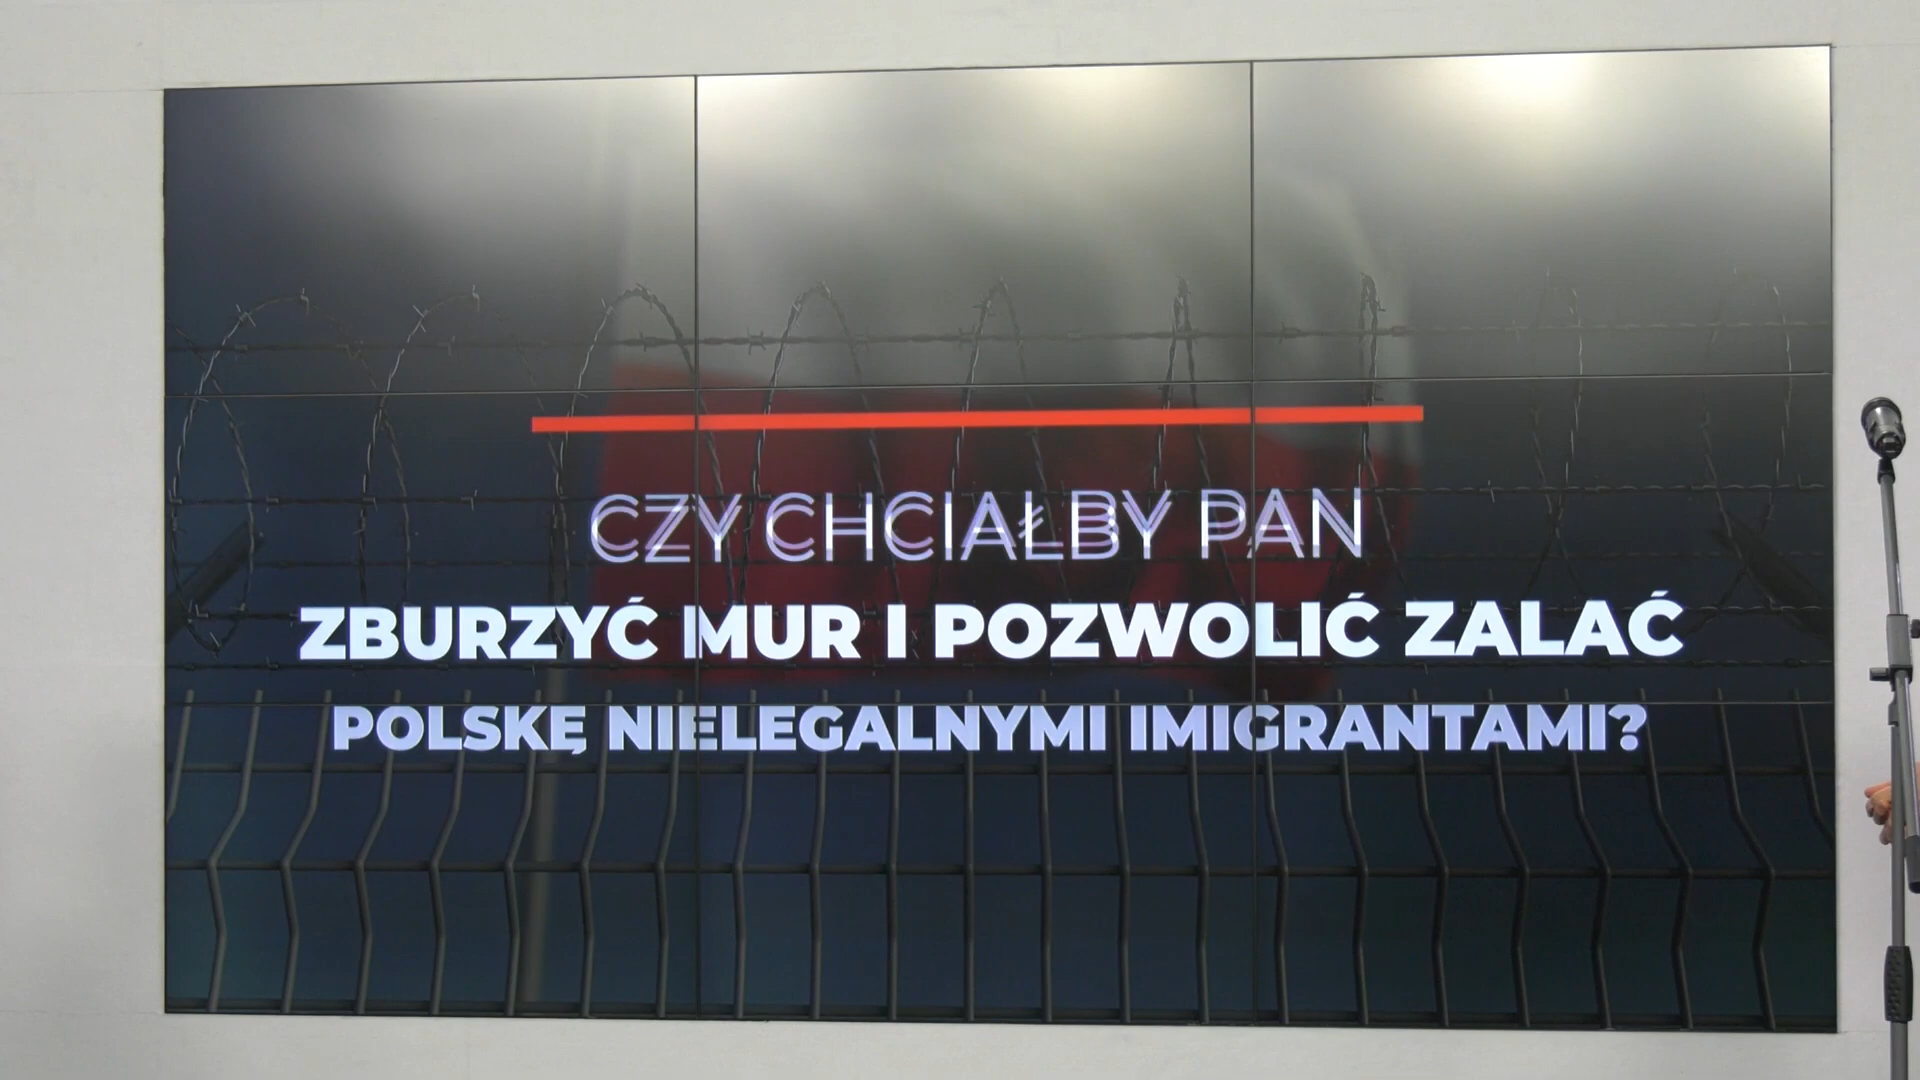 CZY CHCIAŁBY PAN
ZBURZYĆ MUR I POZWOLIĆ ZALAĆ
POLSKĘ NIELEGALNYMI IMIGRANTAMI?